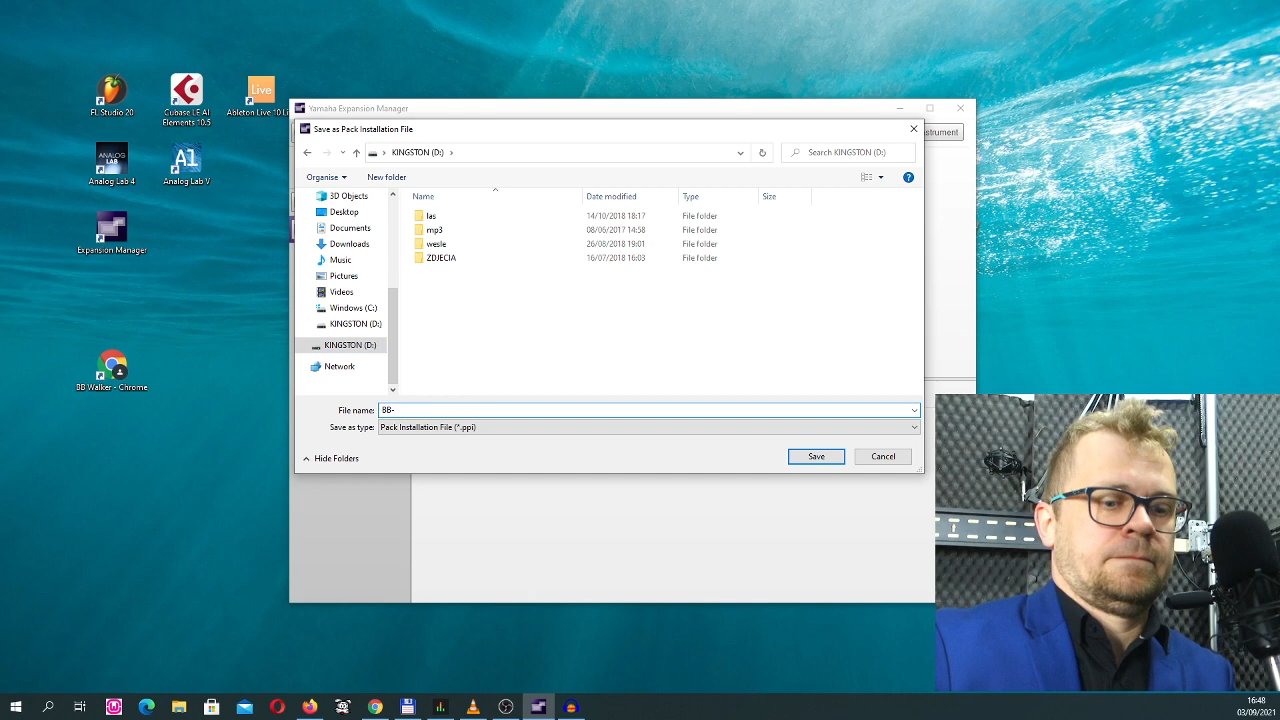 FL Studio 20
Cubase LE AI
Elements 10.5
Live
Ableton Live 10 Li
ANALOG
LAB
Analog Lab 4
Analog Lab V
Expansion Manager
BB Walker - Chrome
Yamaha Expansion Manager
strument
Save as Pack Installation File
KINGSTON (D:)
Search KINGSTON (D:)
Organise
New folder
Name
Date modified
Type
Size
3D Objects
Desktop
Documents
Downloads
Music
Pictures
Videos
Windows (C:)
KINGSTON (D:)
KINGSTON (D:)
Network
las 14/10/2018 18:17 File folder
mp3 08/06/2017 14:58 File folder
wesle 26/08/2018 19:01 File folder
ZDJECIA 16/07/2018 16:03 File folder
File name: BB-
Save as type: Pack Installation File (*.ppi)
Hide Folders
Save
Cancel
16:48
03/09/2021